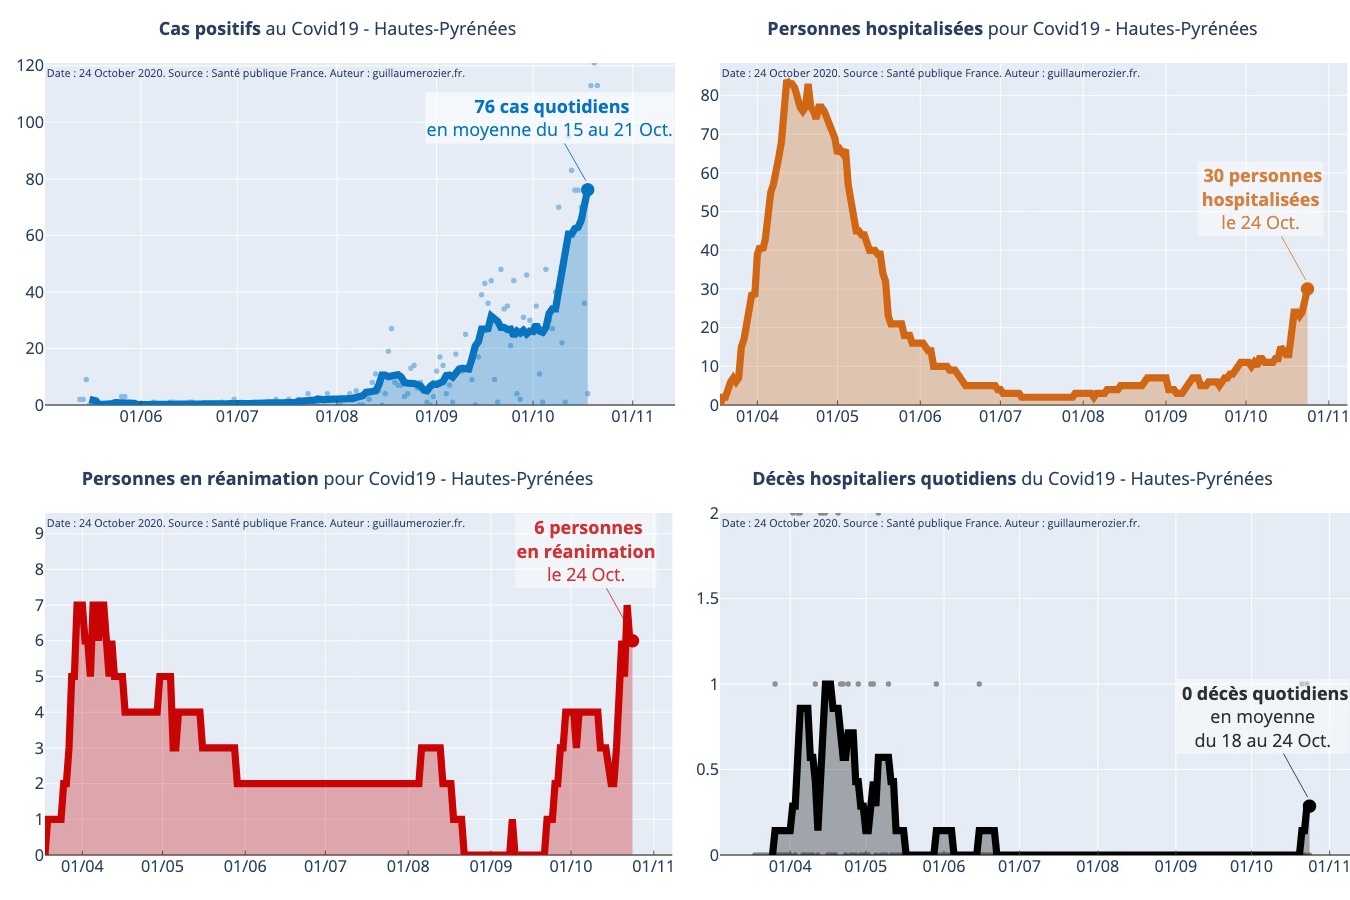 Cas positifs au Covid19 - Hautes-Pyrénées
Date : 24 October 2020. Source : Santé publique France. Auteur : guillaumerozier.fr.
76 cas quotidiens
en moyenne du 15 au 21 Oct.
120
100
80
60
40
20
0
01/06 01/07 01/08 01/09 01/10 01/11
Personnes hospitalisées pour Covid19 - Hautes-Pyrénées
Date : 24 October 2020. Source : Santé publique France. Auteur : guillaumerozier.fr.
30 personnes
hospitalisées
le 24 Oct.
80
70
60
50
40
30
20
10
0
01/04 01/05 01/06 01/07 01/08 01/09 01/10 01/11
Personnes en réanimation pour Covid19 - Hautes-Pyrénées
Date : 24 October 2020. Source : Santé publique France. Auteur : guillaumerozier.fr.
6 personnes
en réanimation
le 24 Oct.
9
8
7
6
5
4
3
2
1
0
01/04 01/05 01/06 01/07 01/08 01/09 01/10 01/11
Décès hospitaliers quotidiens du Covid19 - Hautes-Pyrénées
Date : 24 October 2020. Source : Santé publique France. Auteur : guillaumerozier.fr.
0 décès quotidiens
en moyenne
du 18 au 24 Oct.
2
1.5
1
0.5
0
01/04 01/05 01/06 01/07 01/08 01/09 01/10 01/11